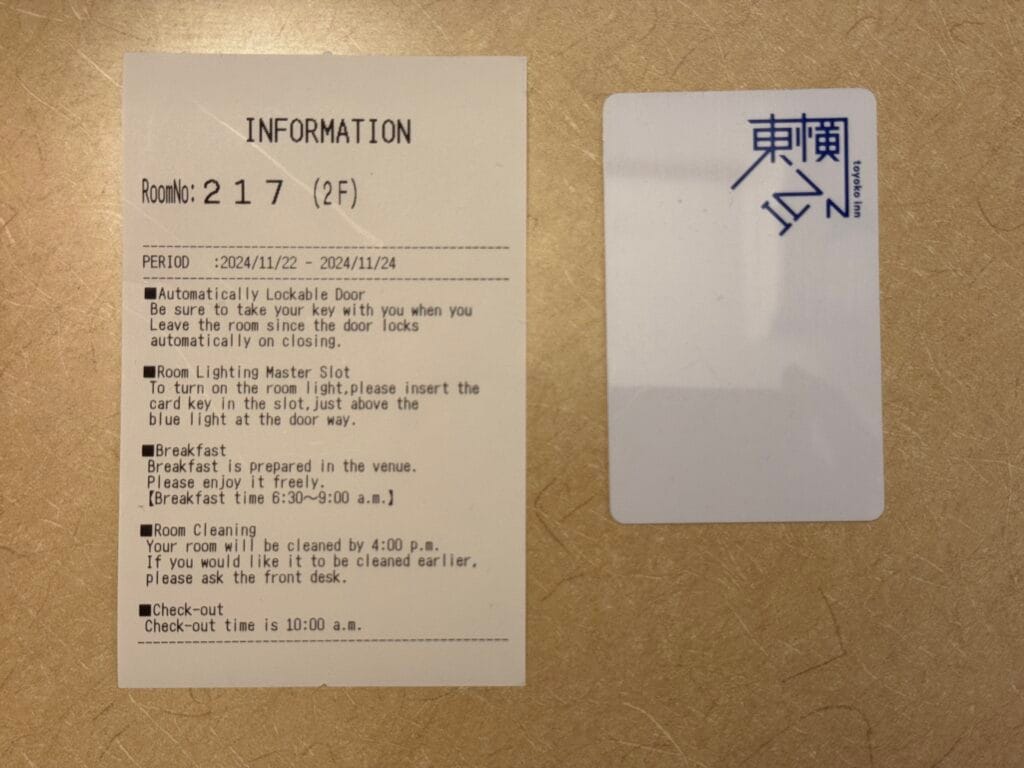 INFORMATION
RoomNo: 217 (2F)
PERIOD :2024/11/22 - 2024/11/24
■Automatically Lockable Door
Be sure to take your key with you when you
Leave the room since the door locks
automatically on closing.
■Room Lighting Master Slot
To turn on the room light,please insert the
card key in the slot,just above the
blue light at the door way.
■Breakfast
Breakfast is prepared in the venue.
Please enjoy it freely.
【Breakfast time 6:30～9:00 a.m.】
■Room Cleaning
Your room will be cleaned by 4:00 p.m.
If you would like it to be cleaned earlier,
please ask the front desk.
■Check-out
Check-out time is 10:00 a.m.
東横
INN
toyoko inn